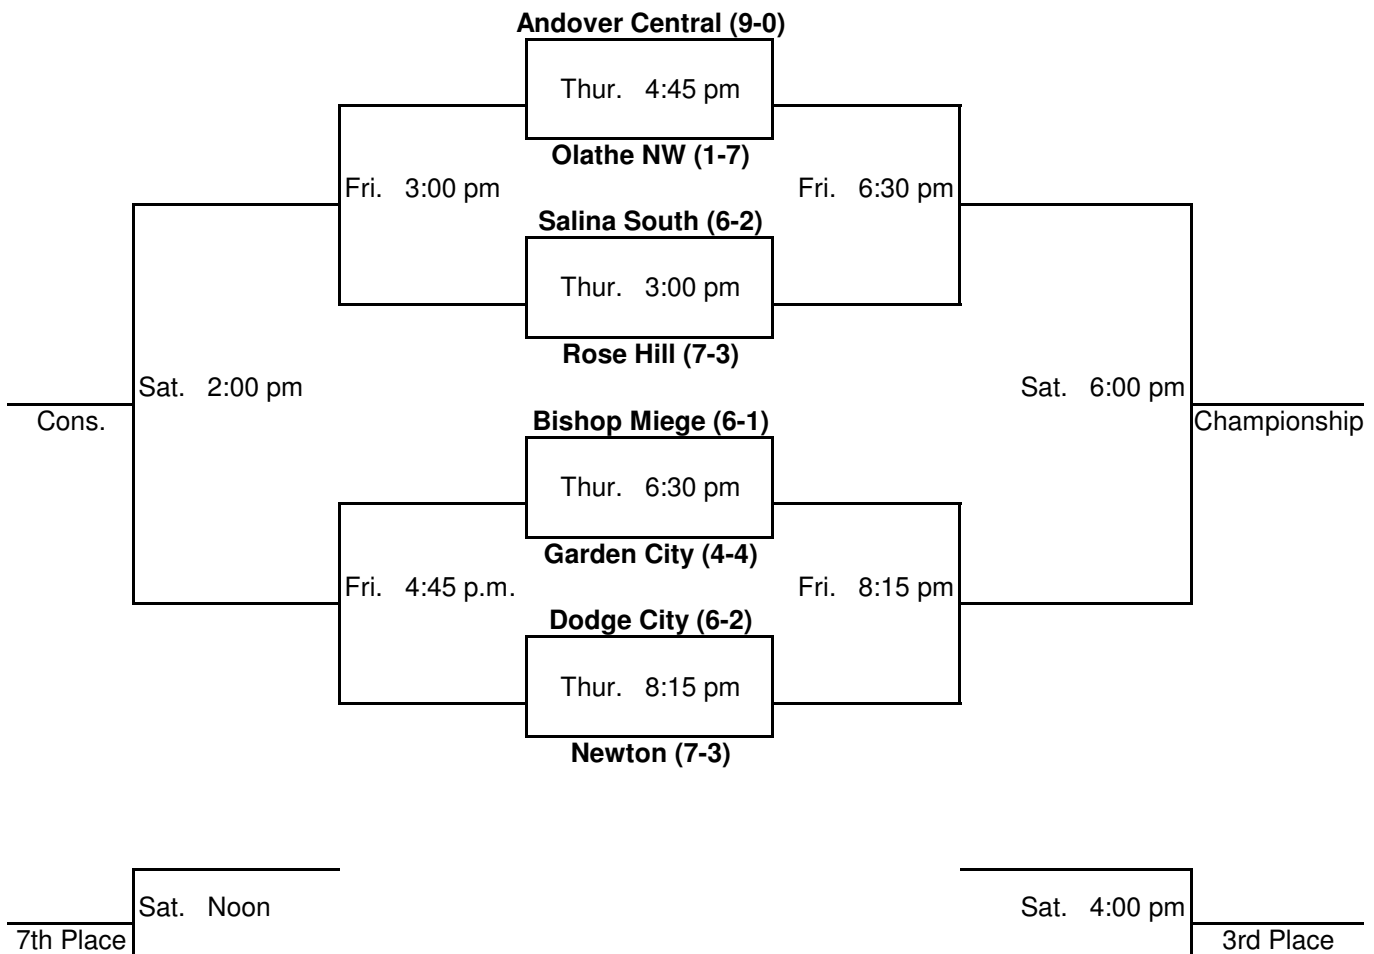 Andover Central (9-0)
Thur. 4:45 pm
Olathe NW (1-7)
Fri. 3:00 pm
Fri. 6:30 pm
Salina South (6-2)
Thur. 3:00 pm
Rose Hill (7-3)
Sat. 2:00 pm
Sat. 6:00 pm
Cons.
Bishop Miege (6-1)
Championship
Thur. 6:30 pm
Garden City (4-4)
Fri. 4:45 p.m.
Fri. 8:15 pm
Dodge City (6-2)
Thur. 8:15 pm
Newton (7-3)
Sat. Noon
Sat. 4:00 pm
7th Place
3rd Place